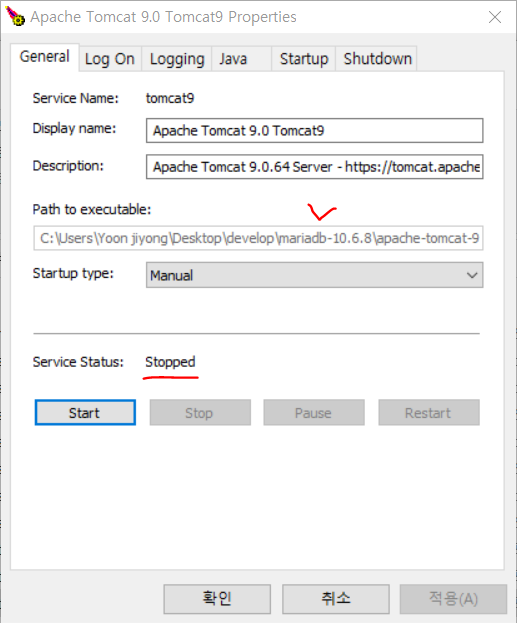 Apache Tomcat 9.0 Tomcat9 Properties
General Log On Logging Java Startup Shutdown
Service Name: tomcat9
Display name: Apache Tomcat 9.0 Tomcat9
Description: Apache Tomcat 9.0.64 Server - https://tomcat.apache
Path to executable:
C:\Users\Yoon jiyong\Desktop\develop\mariadb-10.6.8\apache-tomcat-9
Startup type: Manual
Service Status: Stopped
Start Stop Pause Restart
확인 취소 적용(A)